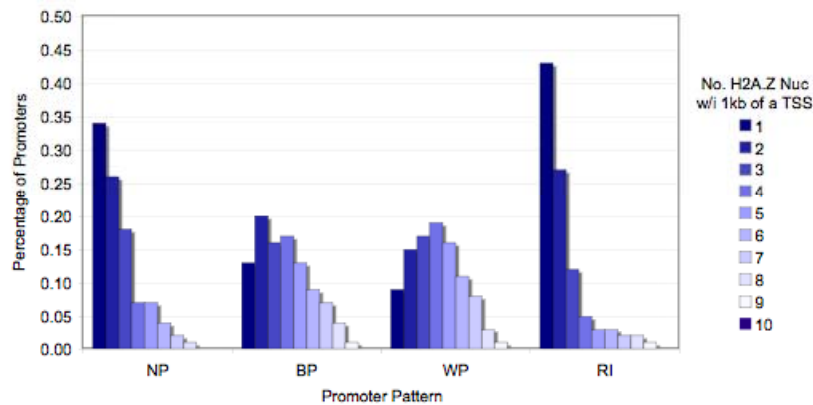 0.50
0.45
0.40
0.35
0.30
0.25
0.20
0.15
0.10
0.05
0.00
Percentage of Promoters
NP
BP
WP
RI
Promoter Pattern
No. H2A.Z Nuc
w/i 1kb of a TSS
1
2
3
4
5
6
7
8
9
10